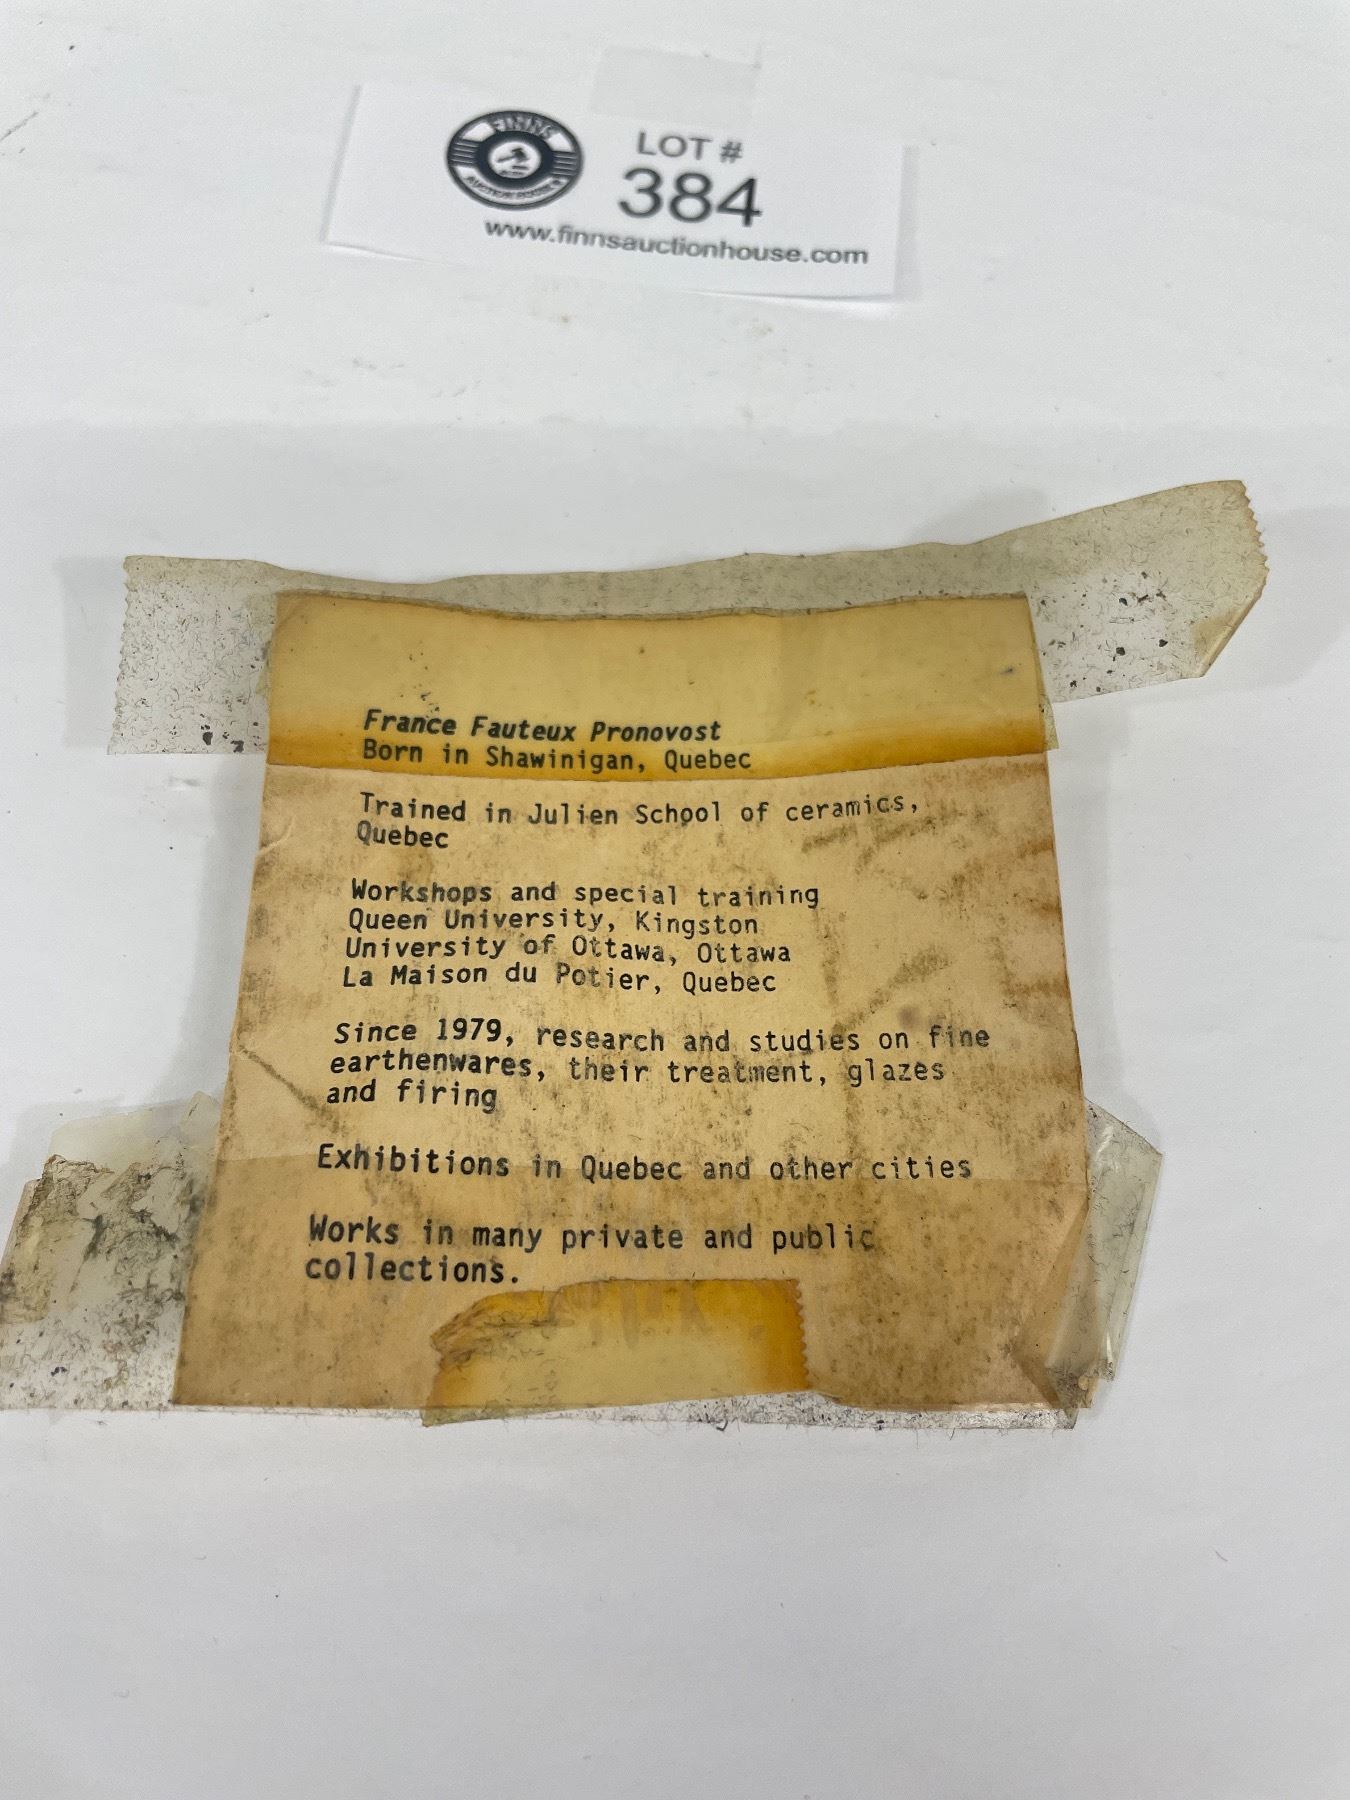 FINNS
AUCTION HOUSE
LOT #
384
www.finnsauctionhouse.com
France Fauteux Pronovost
Born in Shawinigan, Quebec
Trained in Julien School of ceramics,
Quebec
Workshops and special training
Queen University, Kingston
University of Ottawa, Ottawa
La Maison du Potier, Quebec
Since 1979, research and studies on fine
earthenwares, their treatment, glazes
and firing
Exhibitions in Quebec and other cities
Works in many private and public
collections.